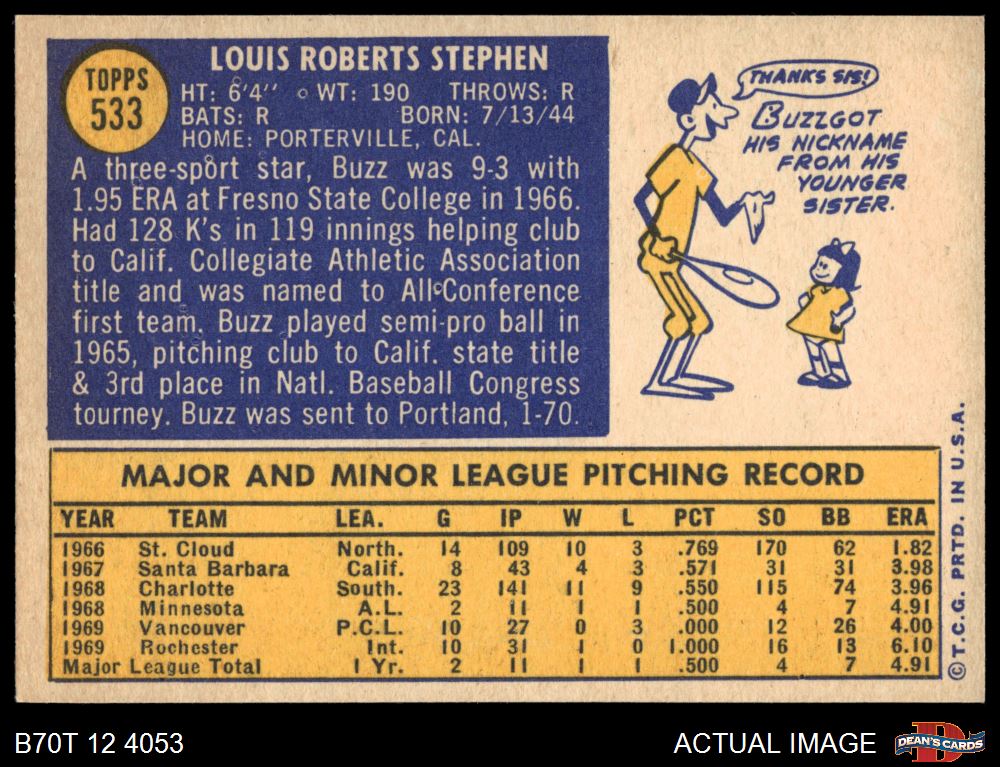 TOPPS
533
LOUIS ROBERTS STEPHEN
HT: 6'4" WT: 190 THROWS: R
BATS: R BORN: 7/13/44
HOME: PORTERVILLE, CAL.
A three-sport star, Buzz was 9-3 with
1.95 ERA at Fresno State College in 1966.
Had 128 K's in 119 innings helping club
to Calif. Collegiate Athletic Association
title and was named to All-Conference
first team. Buzz played semi-pro ball in
1965, pitching club to Calif. state title
& 3rd place in Natl. Baseball Congress
tourney. Buzz was sent to Portland, 1-70.
THANKS SIS!
BUZZ GOT
HIS NICKNAME
FROM HIS
YOUNGER
SISTER.
MAJOR AND MINOR LEAGUE PITCHING RECORD
YEAR TEAM LEA. G IP W L PCT SO BB ERA
1966 St. Cloud North. 14 109 10 3 .769 170 62 1.82
1967 Santa Barbara Calif. 8 43 4 3 .571 31 31 3.98
1968 Charlotte South. 23 141 11 9 .550 115 74 3.96
1968 Minnesota A.L. 2 11 1 1 .500 4 7 4.91
1969 Vancouver P.C.L. 10 27 0 3 .000 12 26 4.00
1969 Rochester Int. 10 31 1 0 1.000 16 13 6.10
Major League Total 1 Yr. 2 11 1 1 .500 4 7 4.91
© T.C.G. PRTD. IN U.S.A.
B70T 12 4053
ACTUAL IMAGE
DEAN'S CARDS